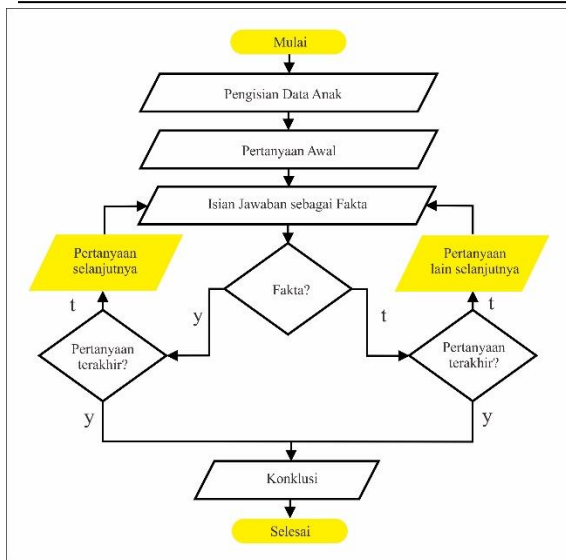 Mulai
Pengisian Data Anak
Pertanyaan Awal
Isian Jawaban sebagai Fakta
Pertanyaan
selanjutnya
Pertanyaan
lain selanjutnya
Fakta?
t
y
t
t
Pertanyaan
terakhir?
Pertanyaan
terakhir?
y
y
Konklusi
Selesai